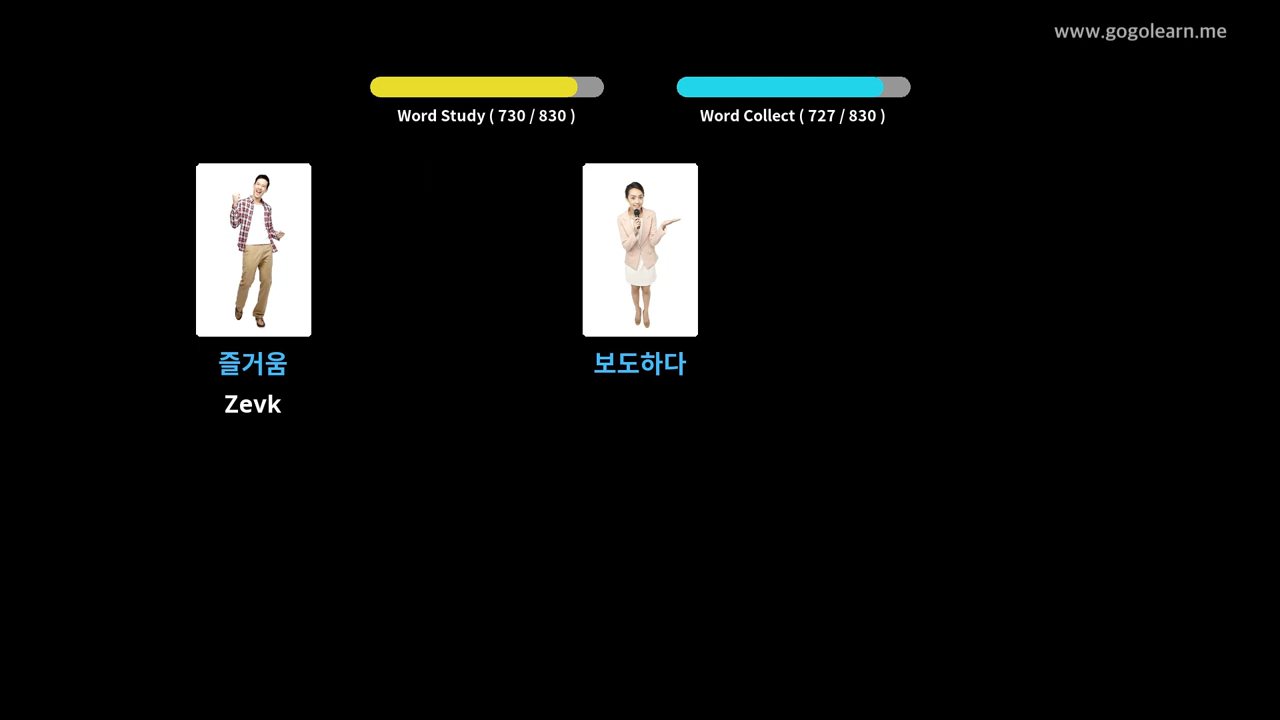 www.gogolearn.me
Word Study ( 730 / 830 )
Word Collect ( 727 / 830 )
즐거움
보도하다
Zevk